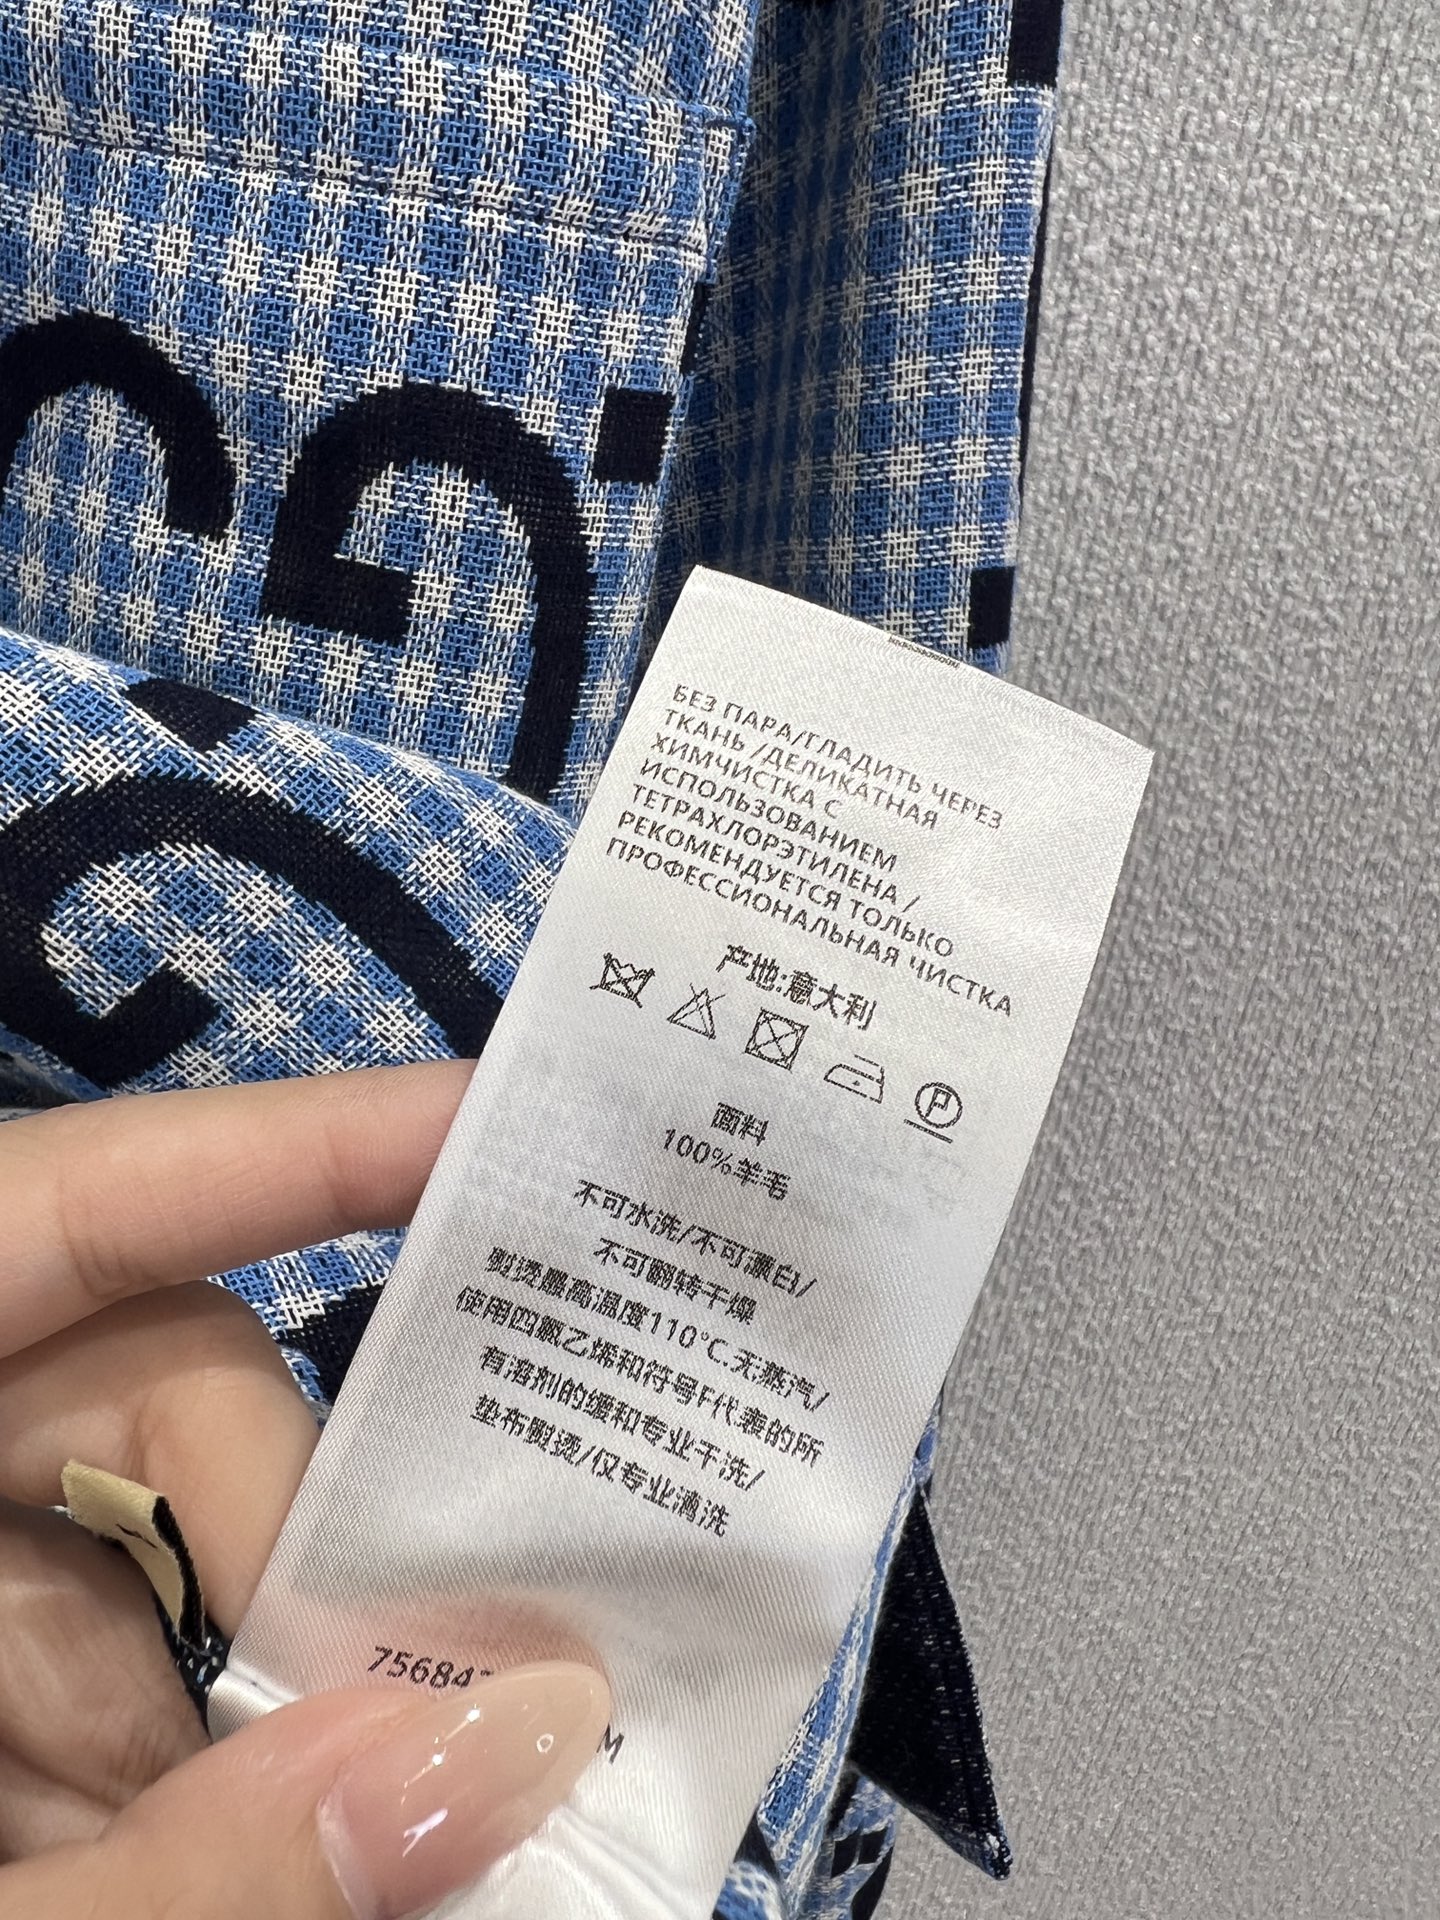 БЕЗ ПАРА/ГЛАДИТЬ ЧЕРЕЗ
ТКАНЬ /ДЕЛИКАТНАЯ
ХИМЧИСТКА С
ИСПОЛЬЗОВАНИЕМ
ТЕТРАХЛОРЭТИЛЕНА /
РЕКОМЕНДУЕТСЯ ТОЛЬКО
ПРОФЕССИОНАЛЬНАЯ ЧИСТКА
产地:意大利
P
面料
100%羊毛
不可水洗/不可漂白/
不可翻转干燥
熨烫最高温度110°C.无蒸汽/
使用四氯乙烯和符号F代表的所
有溶剂的缓和专业干洗/
垫布熨烫/仅专业清洗
75684
M